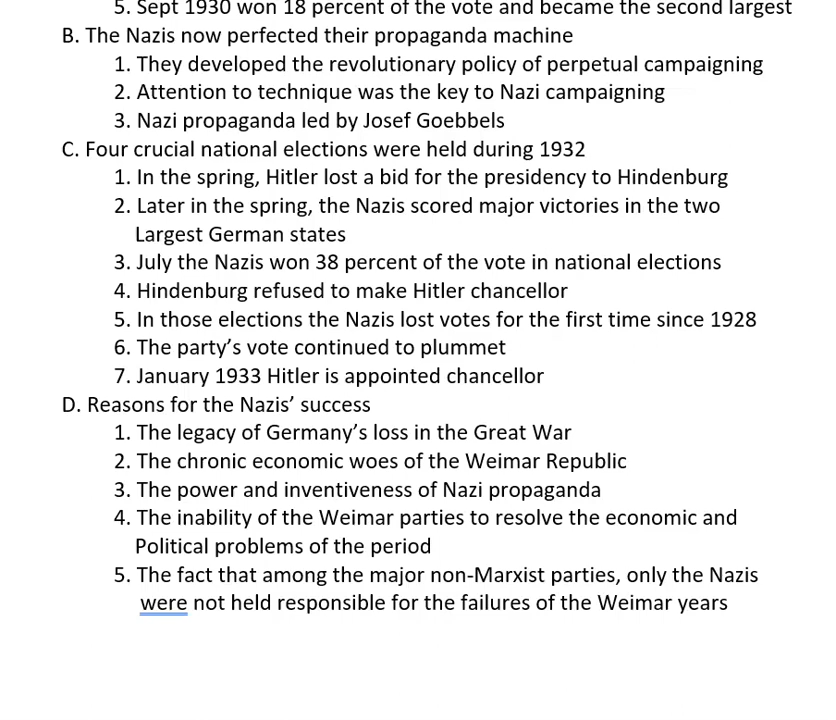 5. Sept 1930 won 18 percent of the vote and became the second largest
B. The Nazis now perfected their propaganda machine
1. They developed the revolutionary policy of perpetual campaigning
2. Attention to technique was the key to Nazi campaigning
3. Nazi propaganda led by Josef Goebbels
C. Four crucial national elections were held during 1932
1. In the spring, Hitler lost a bid for the presidency to Hindenburg
2. Later in the spring, the Nazis scored major victories in the two
Largest German states
3. July the Nazis won 38 percent of the vote in national elections
4. Hindenburg refused to make Hitler chancellor
5. In those elections the Nazis lost votes for the first time since 1928
6. The party’s vote continued to plummet
7. January 1933 Hitler is appointed chancellor
D. Reasons for the Nazis’ success
1. The legacy of Germany’s loss in the Great War
2. The chronic economic woes of the Weimar Republic
3. The power and inventiveness of Nazi propaganda
4. The inability of the Weimar parties to resolve the economic and
Political problems of the period
5. The fact that among the major non-Marxist parties, only the Nazis
were not held responsible for the failures of the Weimar years